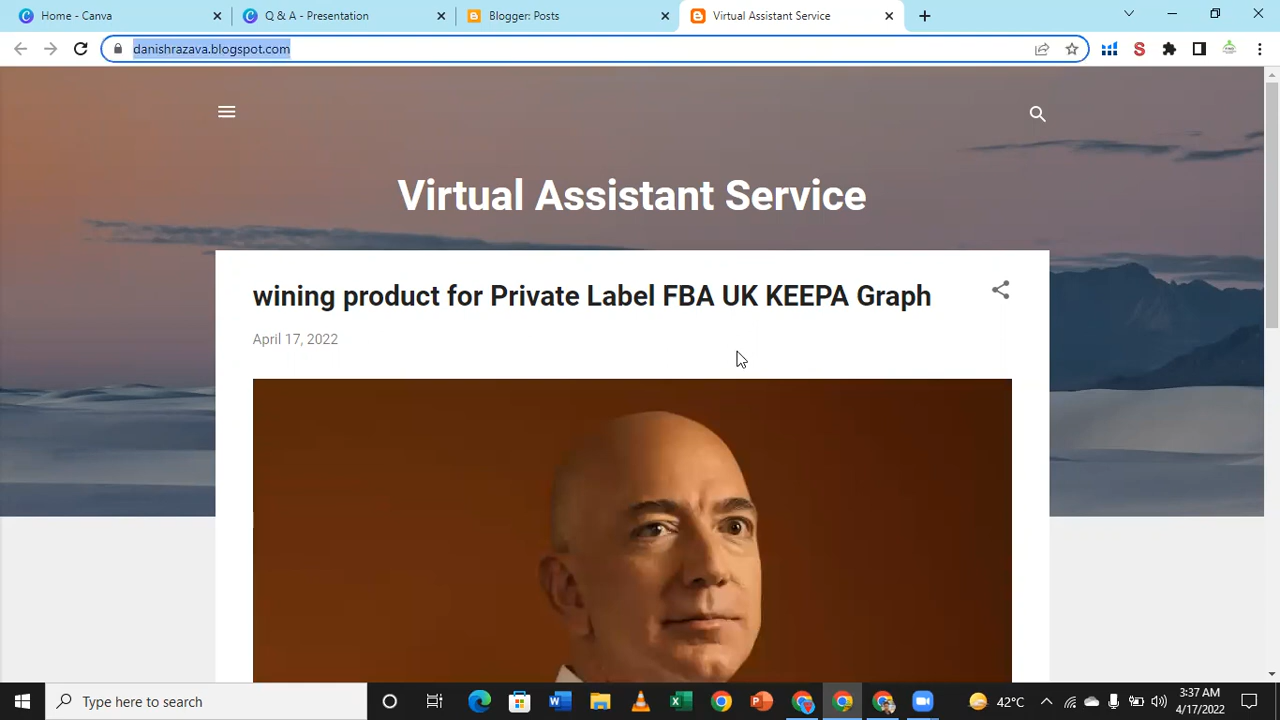 Home - Canva
Q & A - Presentation
Blogger: Posts
Virtual Assistant Service
danishrazava.blogspot.com
S
Virtual Assistant Service
wining product for Private Label FBA UK KEEPA Graph
April 17, 2022
Type here to search
42°C
3:37 AM
4/17/2022